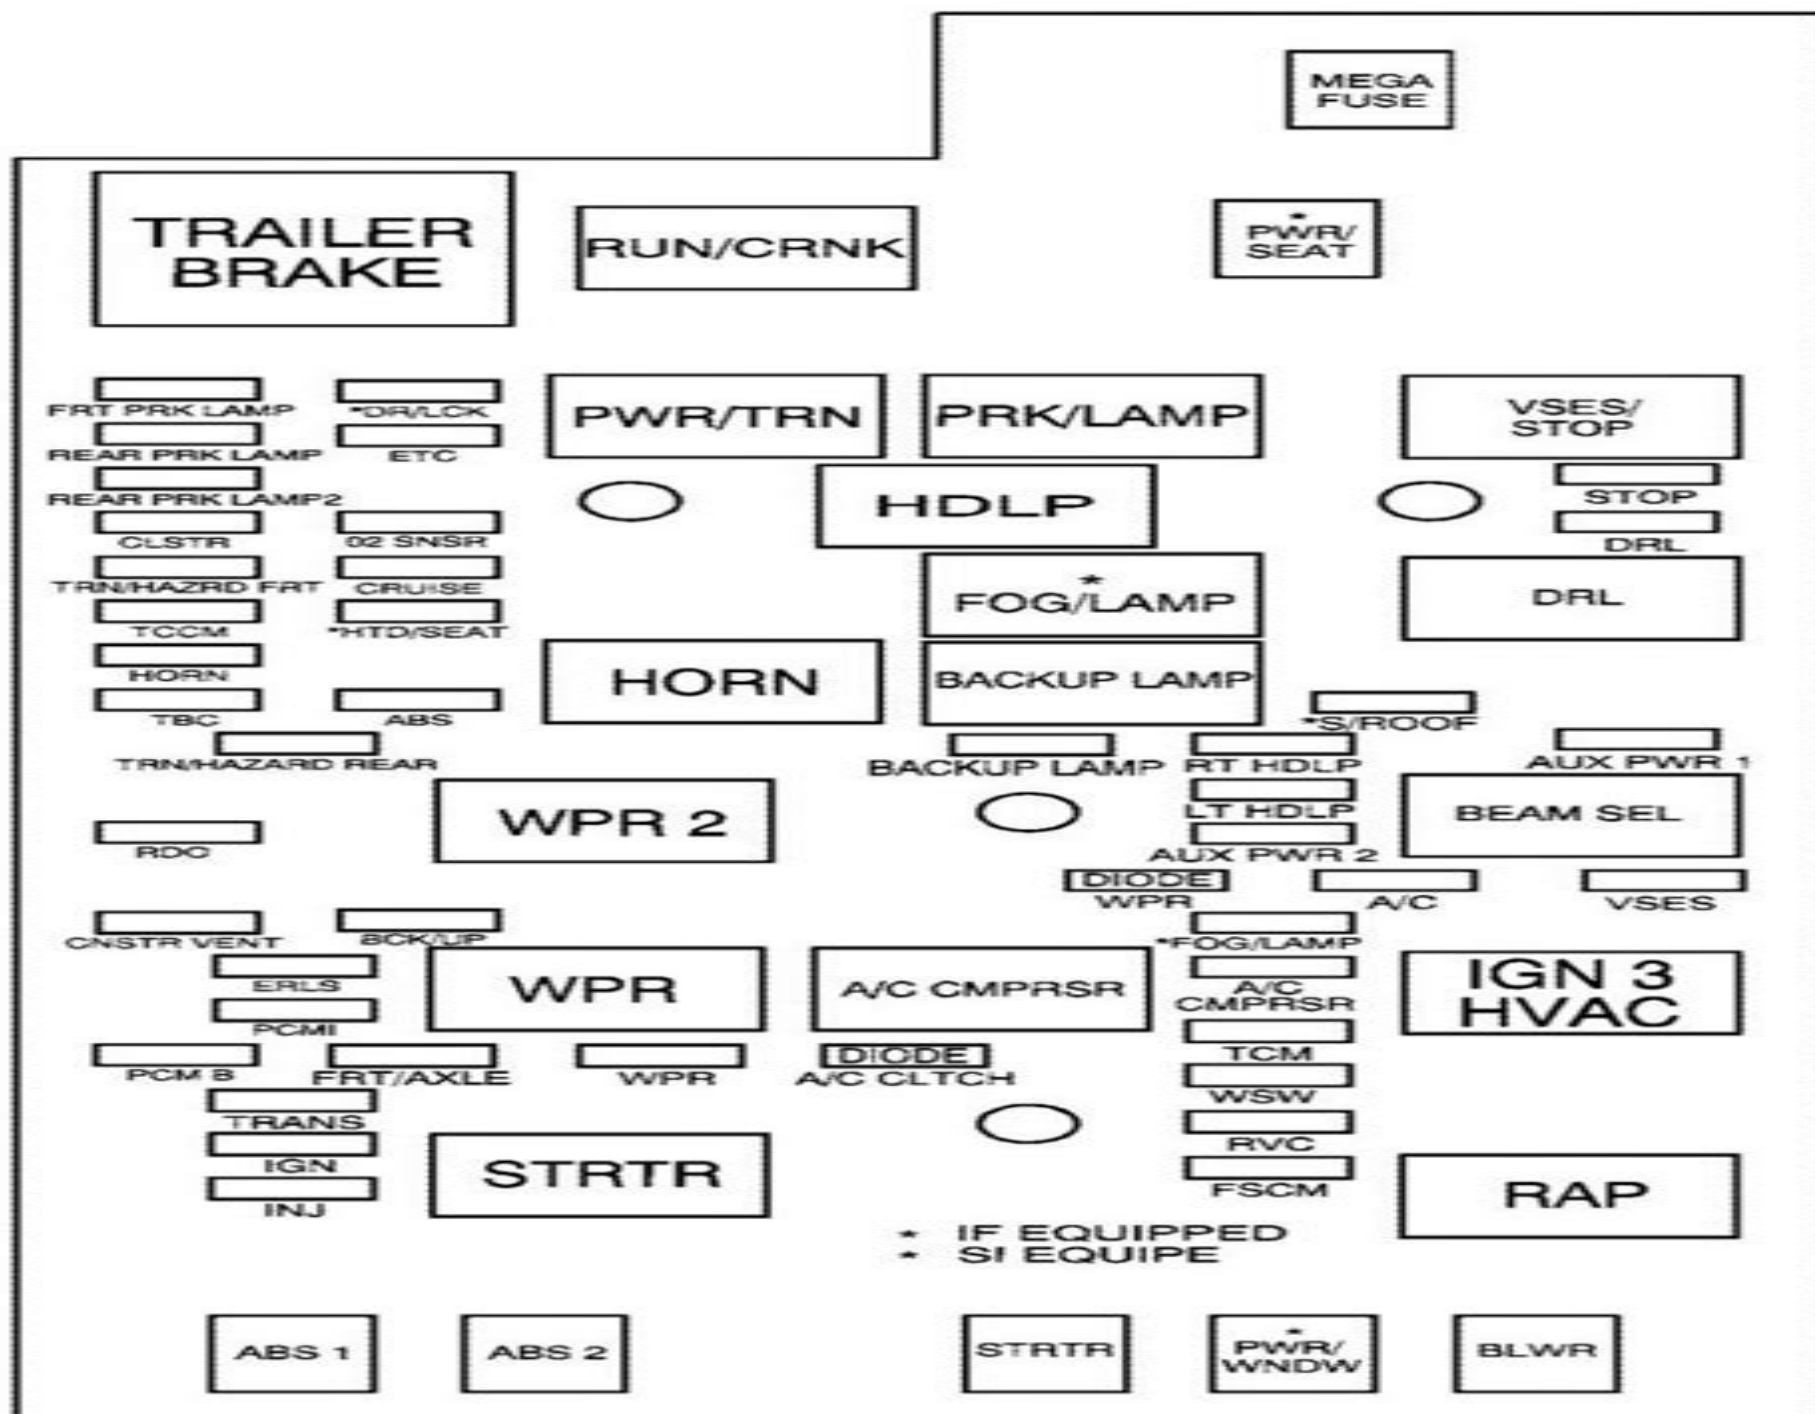 MEGA
FUSE
TRAILER
BRAKE
RUN/CRNK
*
PWR/
SEAT
FRT PRK LAMP
*DR/LCK
PWR/TRN
PRK/LAMP
VSES/
STOP
REAR PRK LAMP
ETC
REAR PRK LAMP2
HDLP
STOP
CLSTR
02 SNSR
DRL
TRN/HAZRD FRT
CRUISE
*
FOG/LAMP
DRL
TCCM
*HTD/SEAT
HORN
HORN
BACKUP LAMP
TBC
ABS
*S/ROOF
TRN/HAZARD REAR
BACKUP LAMP
RT HDLP
AUX PWR 1
WPR 2
LT HDLP
BEAM SEL
RDC
AUX PWR 2
DIODE
WPR
A/C
VSES
CNSTR VENT
BCK/UP
*FOG/LAMP
ERLS
WPR
A/C CMPRSR
A/C
CMPRSR
IGN 3
HVAC
PCMI
PCM B
FRT/AXLE
WPR
DIODE
A/C CLTCH
TCM
WSW
TRANS
RVC
IGN
STRTR
FSCM
RAP
INJ
* IF EQUIPPED
* SI EQUIPE
ABS 1
ABS 2
STRTR
*
PWR/
WNDW
BLWR